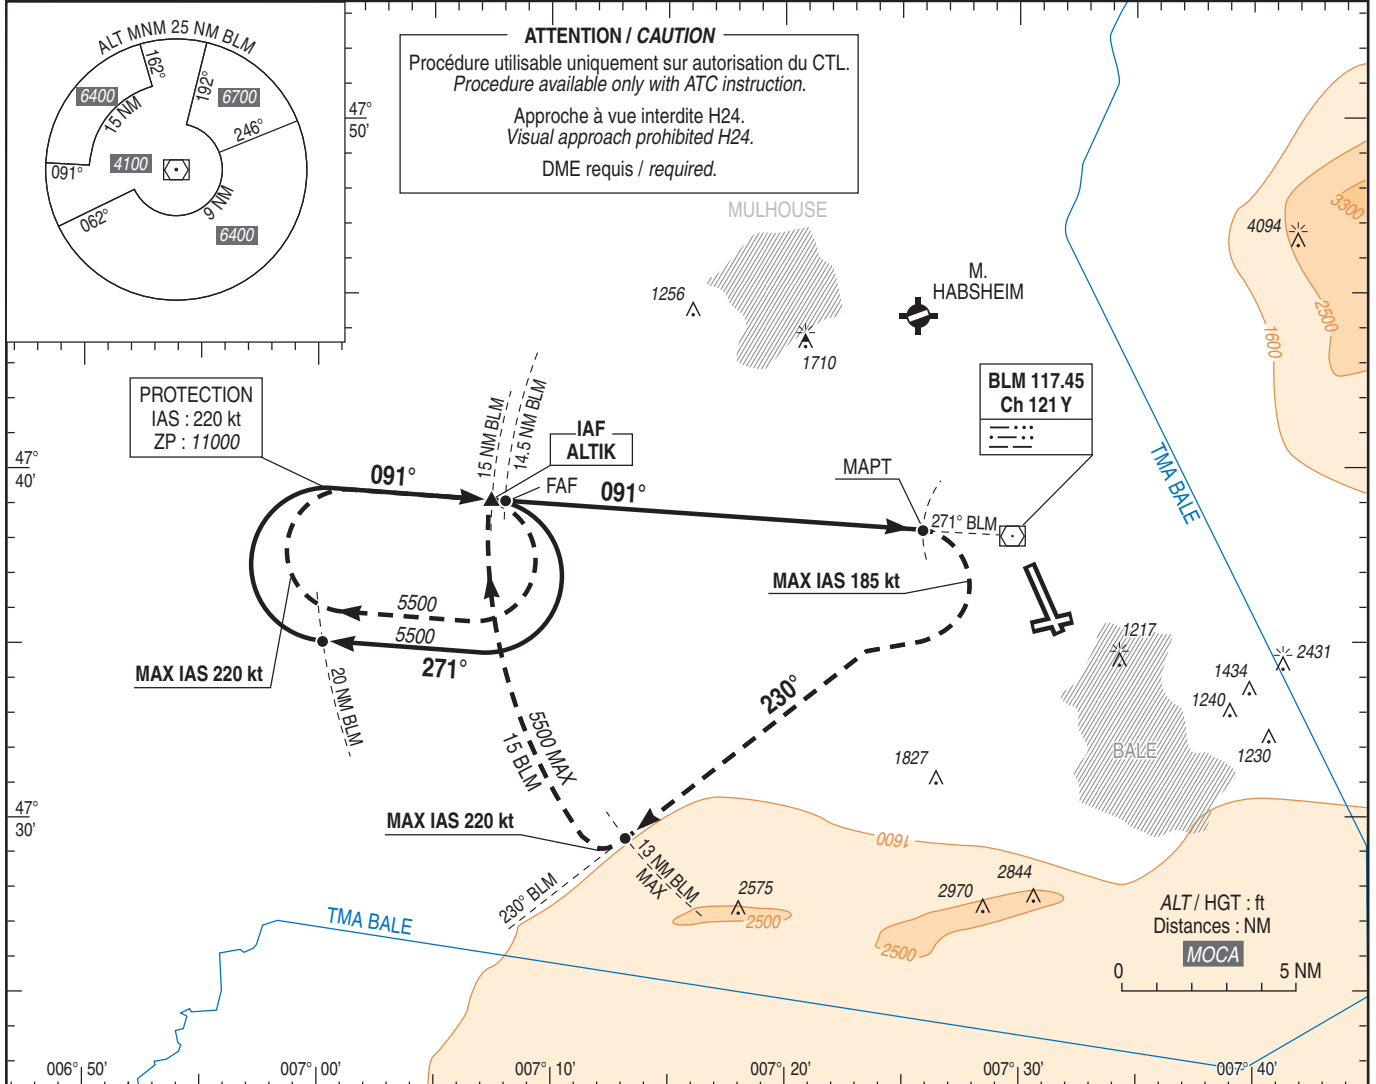 ALT MNM 25 NM BLM
162°
192°
6400
6700
15 NM
246°
4100
091°
062°
9 NM
6400
ATTENTION / CAUTION
Procédure utilisable uniquement sur autorisation du CTL.
Procedure available only with ATC instruction.
Approche à vue interdite H24.
Visual approach prohibited H24.
DME requis / required.
47°
50'
MULHOUSE
1256
1710
M.
HABSHEIM
4094
3300
2500
1600
TMA BALE
PROTECTION
IAS : 220 kt
ZP : 11000
15 NM BLM
14.5 NM BLM
IAF
ALTIK
FAF
BLM 117.45
Ch 121 Y
47°
40'
091°
091°
MAPT
271° BLM
MAX IAS 185 kt
5500
5500
271°
MAX IAS 220 kt
20 NM BLM
230°
5500 MAX
15 BLM
1217
2431
1434
1240
1230
BALE
1827
47°
30'
MAX IAS 220 kt
13 NM BLM
MAX
230° BLM
1600
2575
2500
2970
2844
2500
TMA BALE
ALT / HGT : ft
Distances : NM
MOCA
0
5 NM
006° 50'
007° 00'
007° 10'
007° 20'
007° 30'
007° 40'